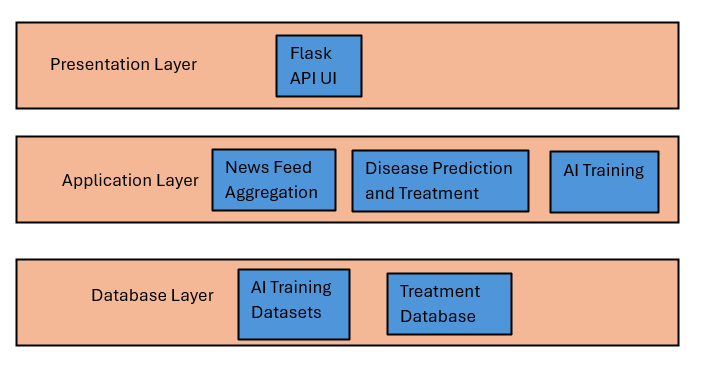 Presentation Layer
Flask
API UI
Application Layer
News Feed
Aggregation
Disease Prediction
and Treatment
AI Training
Database Layer
AI Training
Datasets
Treatment
Database